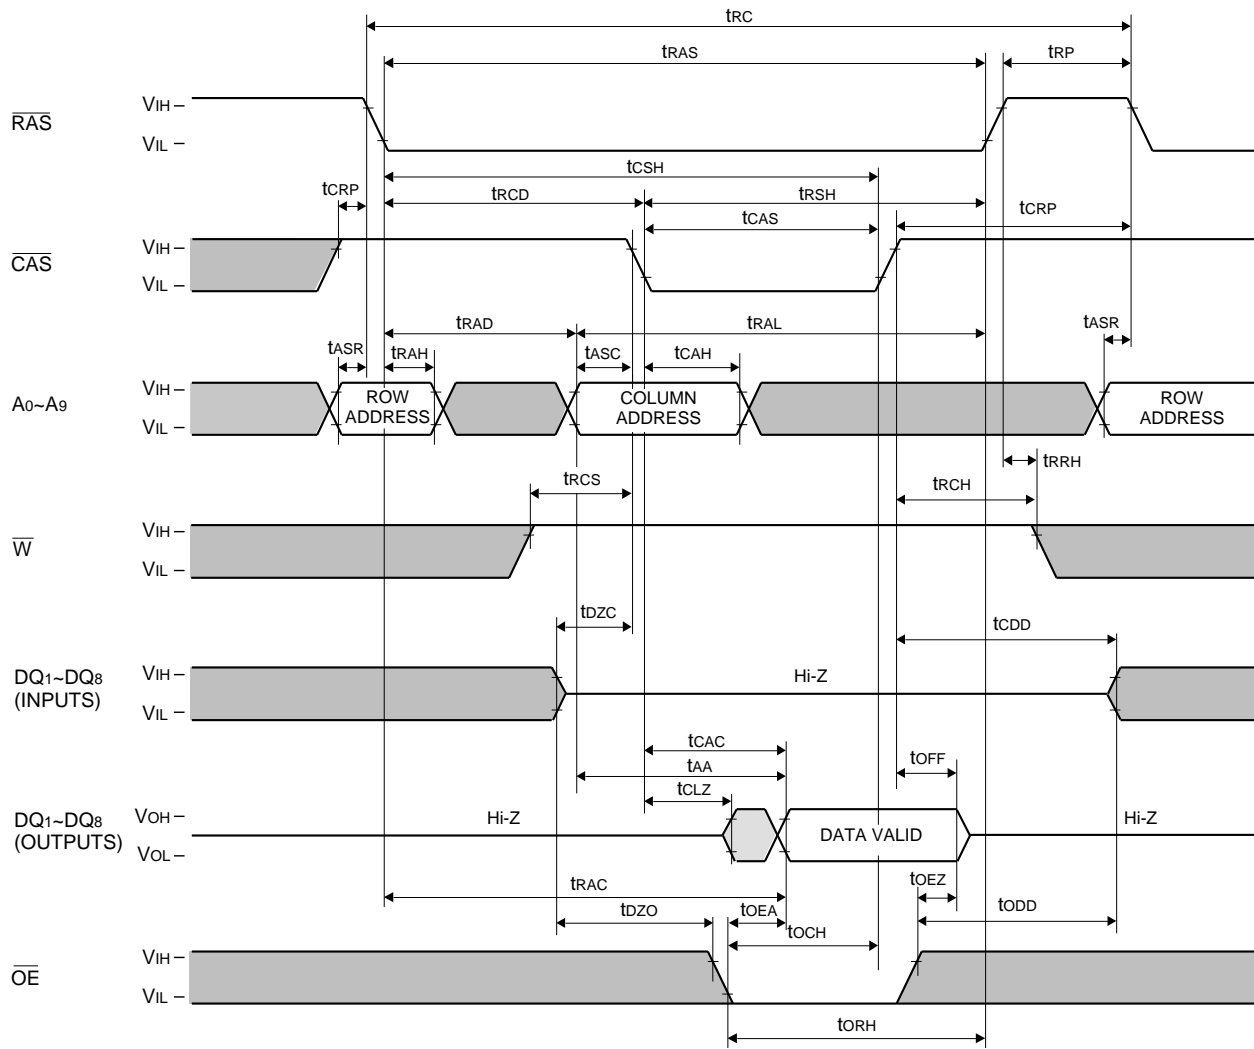 tRC
tRAS
tRP
RAS
VIH –
VIL –
tCSH
tCRP
tRCD
tRSH
tCRP
tCAS
CAS
VIH –
VIL –
tRAD
tRAL
tASR
tASR
tRAH
tASC
tCAH
A0~A9
VIH –
VIL –
ROW
ADDRESS
COLUMN
ADDRESS
ROW
ADDRESS
tRRH
tRCS
tRCH
W
VIH –
VIL –
tDZC
tCDD
DQ1~DQ8
(INPUTS)
VIH –
VIL –
Hi-Z
tCAC
tOFF
tAA
tCLZ
DQ1~DQ8
(OUTPUTS)
VOH –
VOL –
Hi-Z
DATA VALID
Hi-Z
tRAC
tOEZ
tDZO
tOEA
tODD
tOCH
OE
VIH –
VIL –
tORH